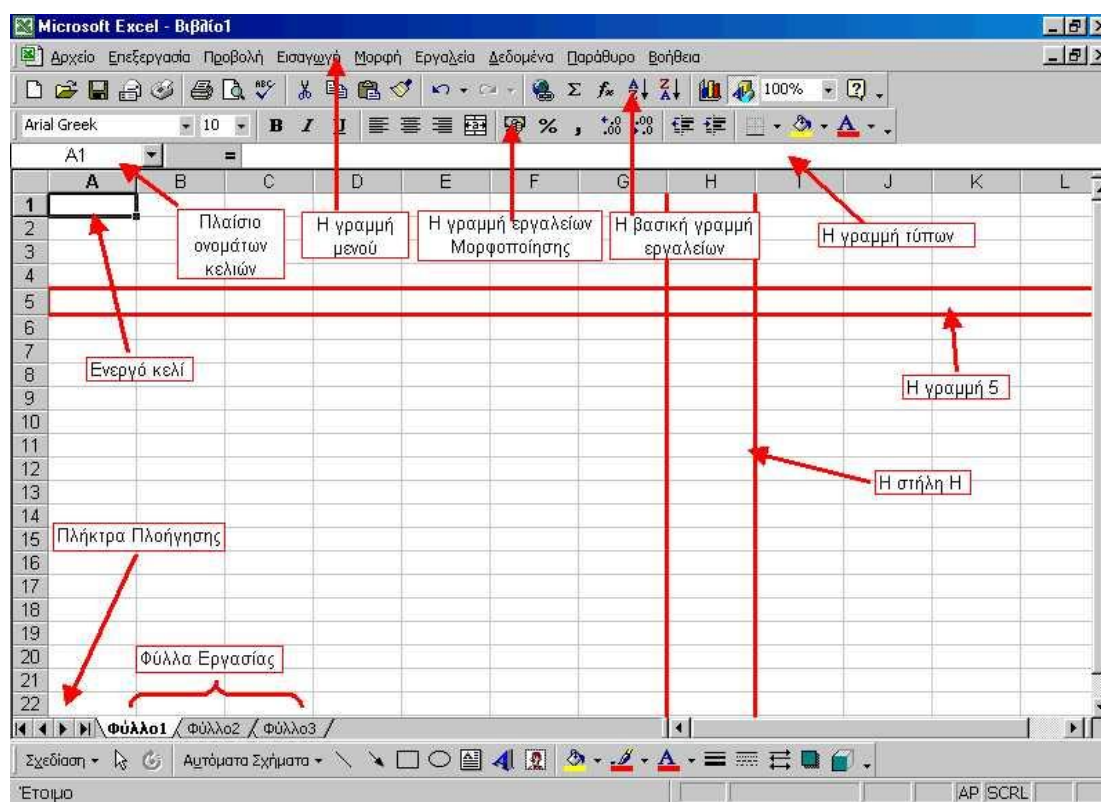 Microsoft Excel - Βιβλίο1
Αρχείο Επεξεργασία Προβολή Εισαγωγή Μορφή Εργαλεία Δεδομένα Παράθυρο Βοήθεια
100%
Arial Greek 10 B I U % ,
A1 =
A B C D E F G H I J K L
1
2
3
4
5
6
7
8
9
10
11
12
13
14
15
16
17
18
19
20
21
22
Πλαίσιο
ονομάτων
κελιών
Η γραμμή
μενού
Η γραμμή εργαλείων
Μορφοποίησης
Η βασική γραμμή
εργαλείων
Η γραμμή τύπων
Ενεργό κελί
Η γραμμή 5
Η στήλη Η
Πλήκτρα Πλοήγησης
Φύλλα Εργασίας
Φύλλο1 Φύλλο2 Φύλλο3
Σχεδίαση Αυτόματα Σχήματα
Έτοιμο AP SCRL